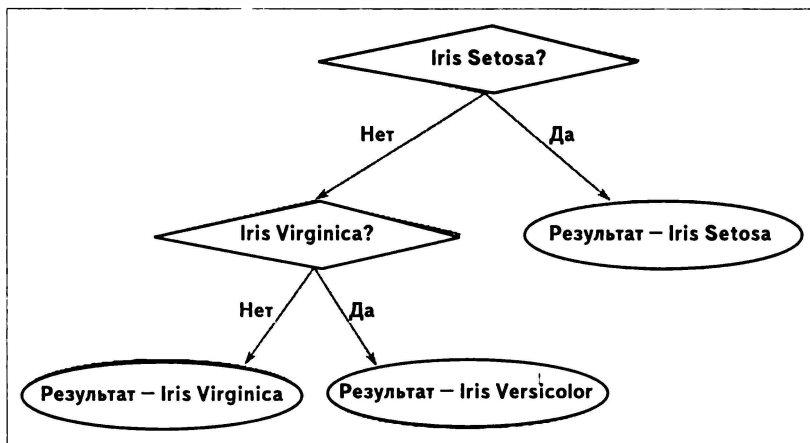 Iris Setosa?
Нет
Да
Iris Virginica?
Результат – Iris Setosa
Нет
Да
Результат – Iris Virginica
Результат – Iris Versicolor